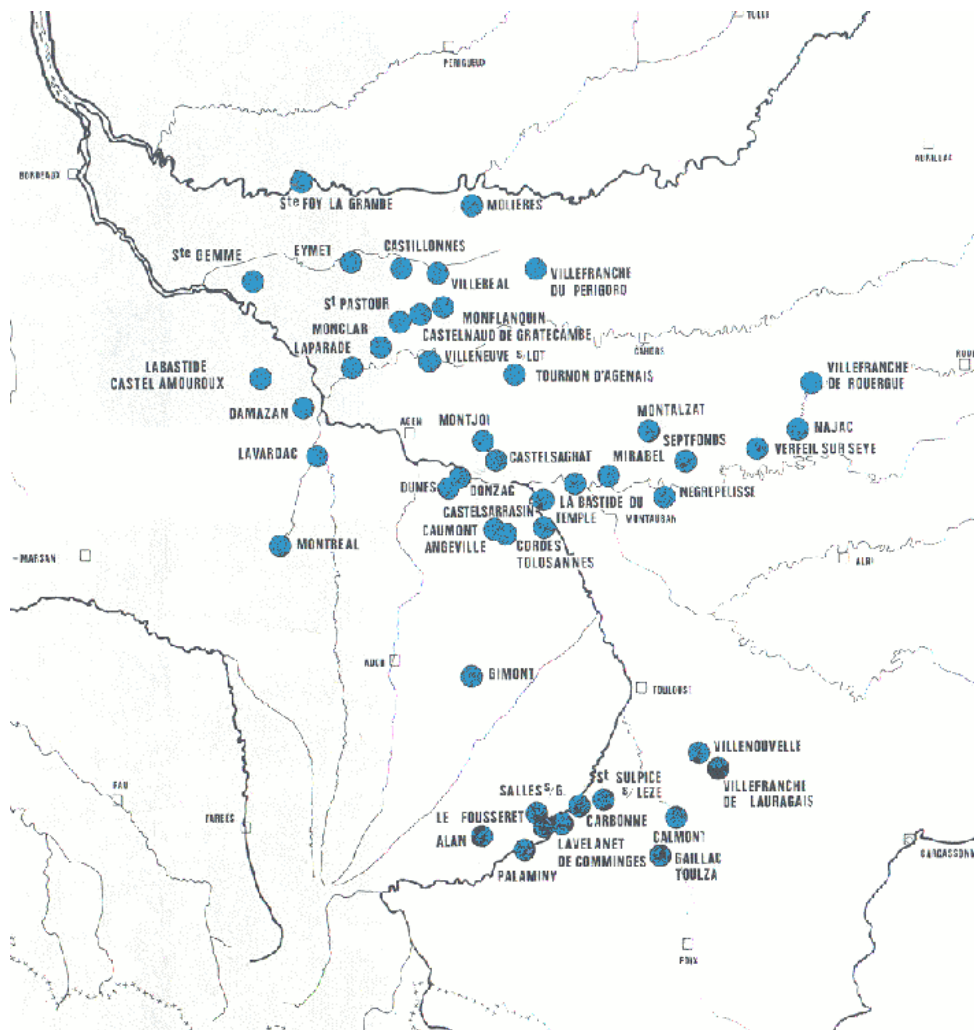 TULLE
PERIGUEUX
AURILLAC
BORDEAUX
Ste FOY LA GRANDE
MOLIERES
Ste GEMME
EYMET
CASTILLONNES
VILLEREAL
VILLEFRANCHE
DU PERIGORD
St PASTOUR
MONFLANQUIN
MONCLAR
CASTELNAUD DE GRATECAMBE
LAPARADE
VILLENEUVE S/LOT
CAHORS
LABASTIDE
CASTEL AMOUROUX
TOURNON D'AGENAIS
VILLEFRANCHE
DE ROUERGUE
DAMAZAN
AGEN
MONTJOI
MONTALZAT
NAJAC
LAVARDAC
CASTELSAGRAT
MIRABEL
SEPTFONDS
VERFEIL SUR SEYE
DUNES
DONZAC
LA BASTIDE DU
TEMPLE
NEGREPELISSE
MONTAUBAN
CASTELSARRASIN
CAUMONT
ANGEVILLE
CORDES
TOLOSANNES
MONTREAL
-MARSAN
ALBI
AUCH
GIMONT
TOULOUSE
VILLENOUVELLE
VILLEFRANCHE
DE LAURAGAIS
PAU
TARBES
SALLES S/G.
St SULPICE
S/LEZE
LE FOUSSERET
CARBONNE
ALAN
LAVELANET
DE COMMINGES
CALMONT
PALAMINY
GAILLAC
TOULZA
CARCASSONN
FOIX